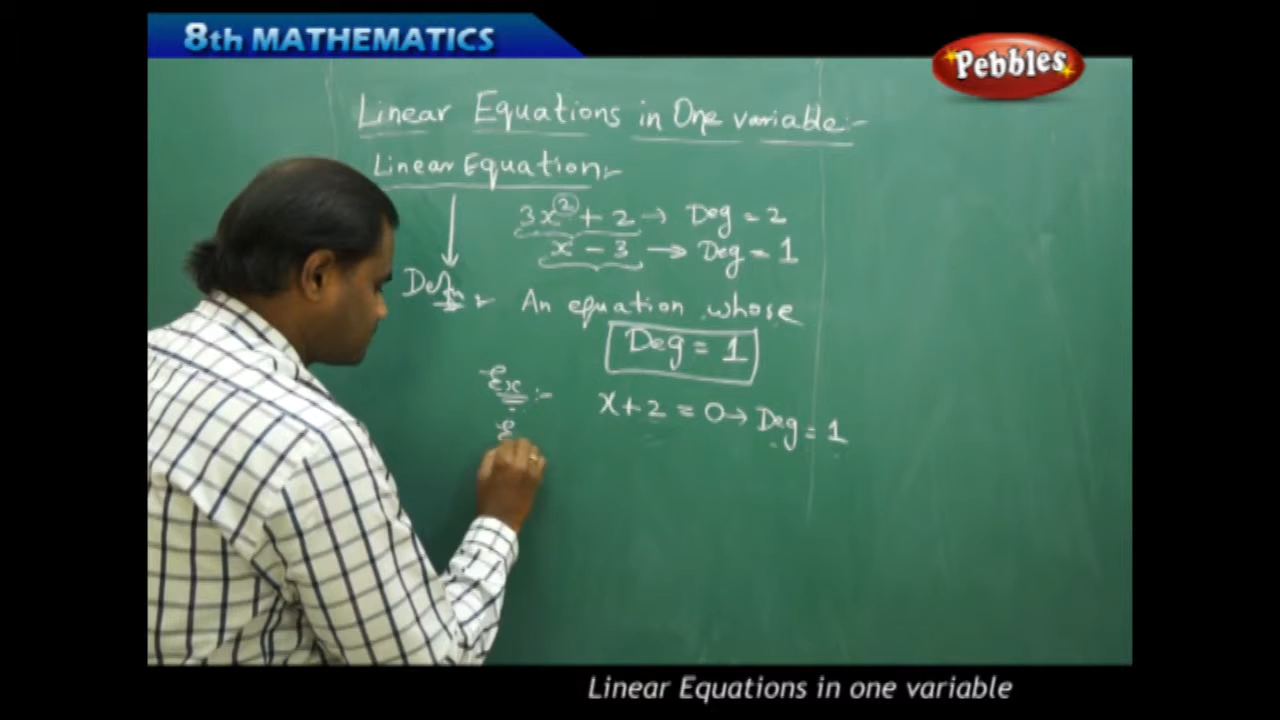 8th MATHEMATICS
Pebbles
Linear Equations in One variable:-
Linear Equation:-
3x² + 2 → Deg = 2
x - 3 → Deg = 1
Defn:- An equation whose
Deg = 1
Ex:- x + 2 = 0 → Deg = 1
Linear Equations in one variable